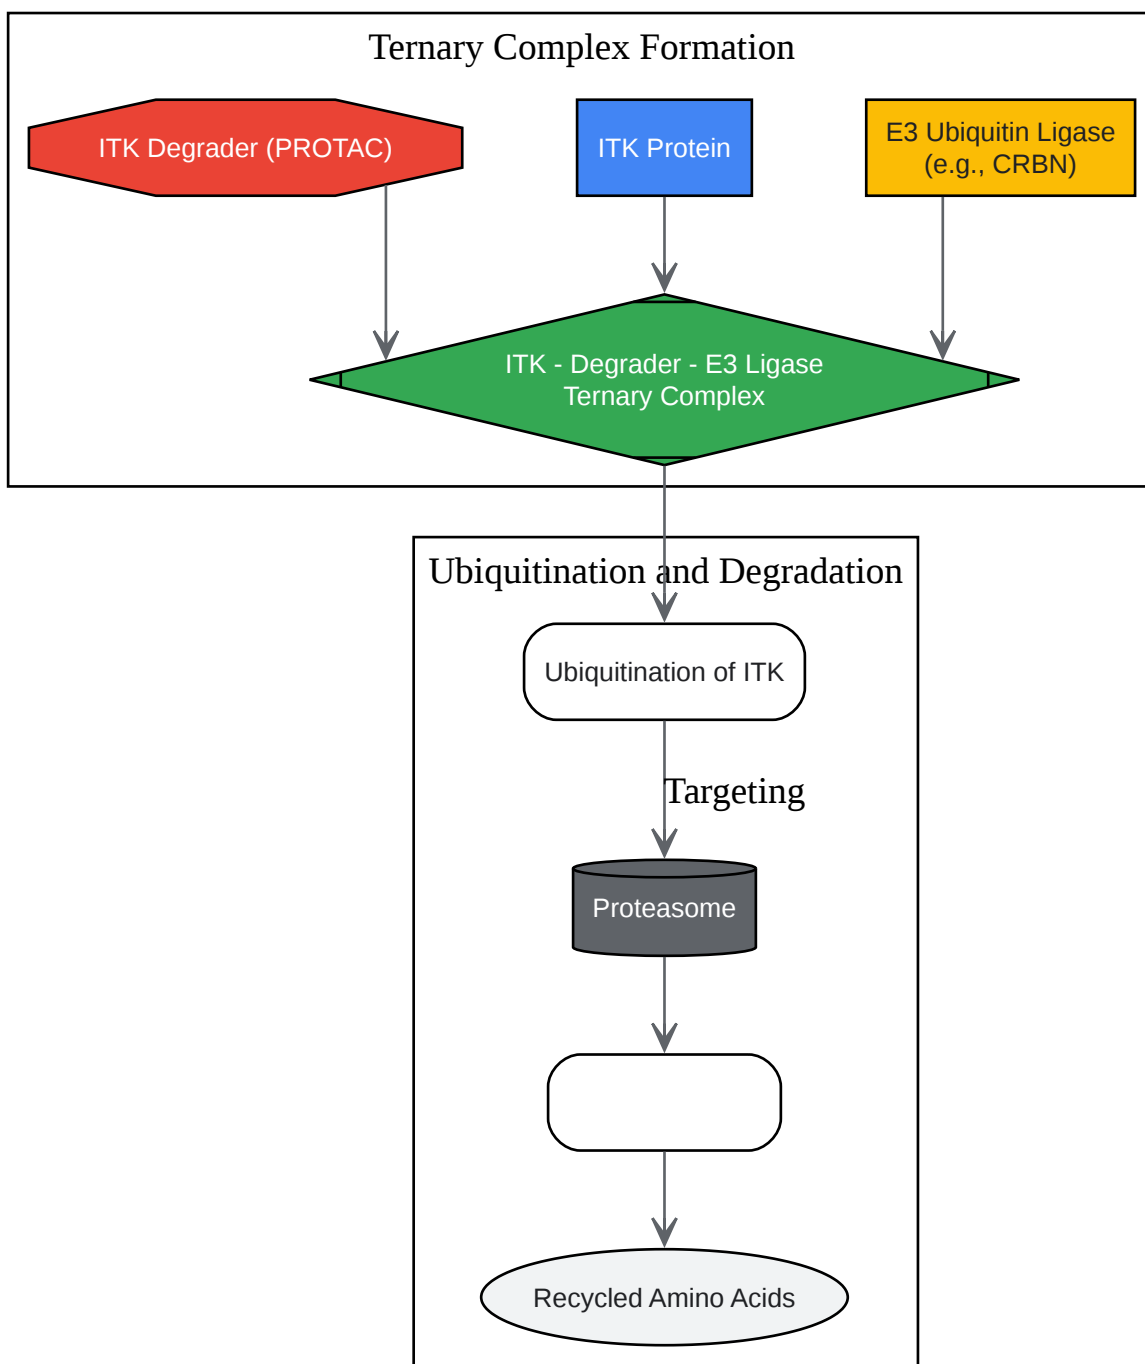 Ternary Complex Formation
ITK Degrader (PROTAC)
ITK Protein
E3 Ubiquitin Ligase
(e.g., CRBN)
ITK - Degrader - E3 Ligase
Ternary Complex
Ubiquitination and Degradation
Ubiquitination of ITK
Targeting
Proteasome
Recycled Amino Acids